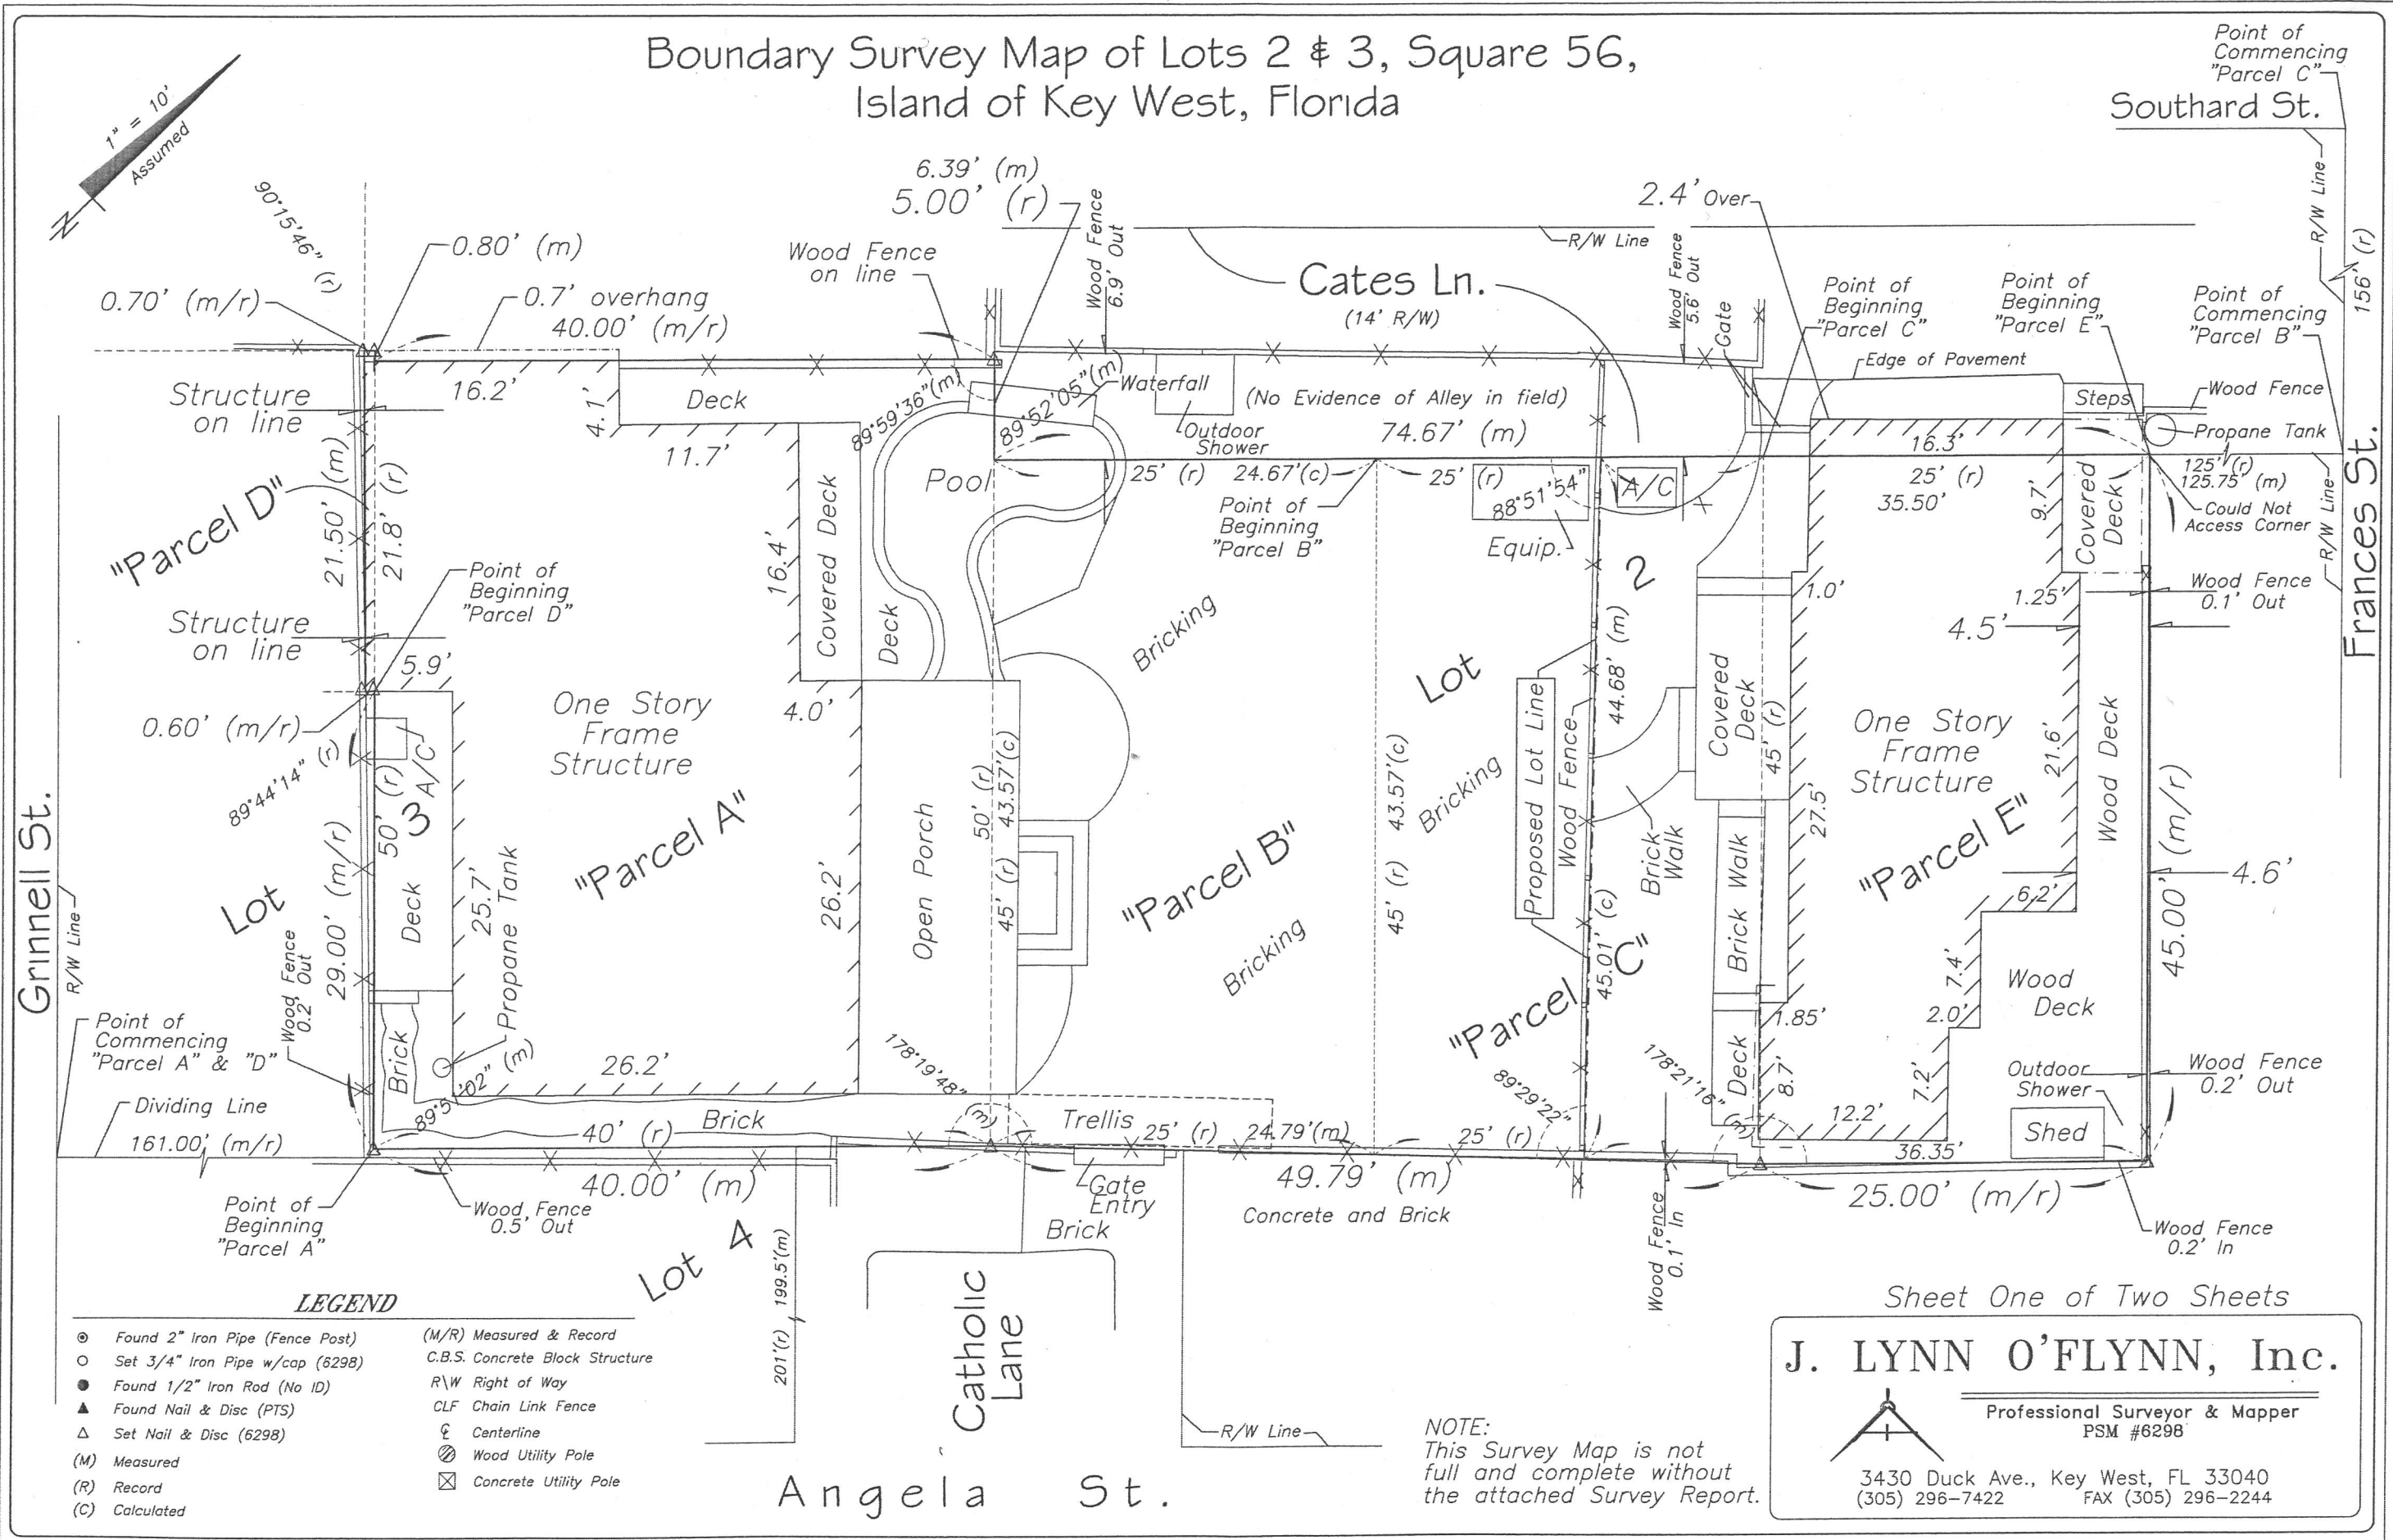 Boundary Survey Map of Lots 2 & 3, Square 56,
Island of Key West, Florida
Point of
Commencing
"Parcel C"
Southard St.
R/W Line
156' (r)
1" = 10'
Assumed
N
90°15'46" (r)
0.80' (m)
0.70' (m/r)
0.7' overhang
40.00' (m/r)
Wood Fence
on line
6.39' (m)
5.00' (r)
Wood Fence
6.9' Out
R/W Line
Cates Ln.
(14' R/W)
2.4' Over
Wood Fence
5.6' Out
Gate
Point of
Beginning
"Parcel C"
Point of
Beginning
"Parcel E"
Point of
Commencing
"Parcel B"
Edge of Pavement
Wood Fence
Steps
Propane Tank
125' (r)
125.75' (m)
Could Not
Access Corner
R/W Line
Frances St.
Structure
on line
16.2'
4.1'
Deck
11.7'
89°59'36"(m)
89°52'05"(m)
Waterfall
Outdoor
Shower
(No Evidence of Alley in field)
74.67' (m)
25' (r)
24.67'(c)
25' (r)
Point of
Beginning
"Parcel B"
88°51'54"
Equip.
A/C
16.3'
25' (r)
35.50'
9.7'
Covered
Deck
"Parcel D"
21.50' (m)
21.8' (r)
Point of
Beginning
"Parcel D"
Structure
on line
5.9'
16.4'
Covered Deck
Deck
Pool
Bricking
2
Lot
44.68' (m)
1.0'
1.25'
4.5'
Wood Fence
0.1' Out
0.60' (m/r)
89°44'14" (r)
A/C
50' (r)
3
Lot
One Story
Frame
Structure
"Parcel A"
4.0'
Open Porch
50' (r)
43.57'(c)
45' (r)
"Parcel B"
43.57'(c)
45' (r)
Bricking
Bricking
Proposed Lot Line
Wood Fence
45.01' (c)
"Parcel C"
Brick
Walk
Covered
Deck
45' (r)
Brick Walk
27.5'
One Story
Frame
Structure
"Parcel E"
21.6'
Wood Deck
45.00' (m/r)
4.6'
6.2'
7.4'
2.0'
Wood
Deck
Grinnell St.
R/W Line
29.00' (m/r)
Wood Fence
0.2' Out
Deck
25.7'
Propane Tank
26.2'
Point of
Commencing
"Parcel A" & "D"
Dividing Line
161.00' (m/r)
Brick
26.2'
Brick
40' (r)
40.00' (m)
178°19'48"
(m)
Trellis
25' (r)
24.79'(m)
25' (r)
49.79' (m)
89°29'22"
178°21'16"
(m)
Deck
1.85'
8.7'
12.2'
7.2'
Outdoor
Shower
Shed
Wood Fence
0.2' Out
36.35'
25.00' (m/r)
Wood Fence
0.2' In
Point of
Beginning
"Parcel A"
Wood Fence
0.5' Out
Lot 4
201'(r)
199.5'(m)
Gate
Entry
Brick
Concrete and Brick
Wood Fence
0.1' In
Catholic
Lane
R/W Line
Angela St.
LEGEND
Found 2" Iron Pipe (Fence Post)
Set 3/4" Iron Pipe w/cap (6298)
Found 1/2" Iron Rod (No ID)
Found Nail & Disc (PTS)
Set Nail & Disc (6298)
(M) Measured
(R) Record
(C) Calculated
(M/R) Measured & Record
C.B.S. Concrete Block Structure
R\W Right of Way
CLF Chain Link Fence
℄ Centerline
Wood Utility Pole
Concrete Utility Pole
NOTE:
This Survey Map is not
full and complete without
the attached Survey Report.
Sheet One of Two Sheets
J. LYNN O'FLYNN, Inc.
Professional Surveyor & Mapper
PSM #6298
3430 Duck Ave., Key West, FL 33040
(305) 296-7422 FAX (305) 296-2244